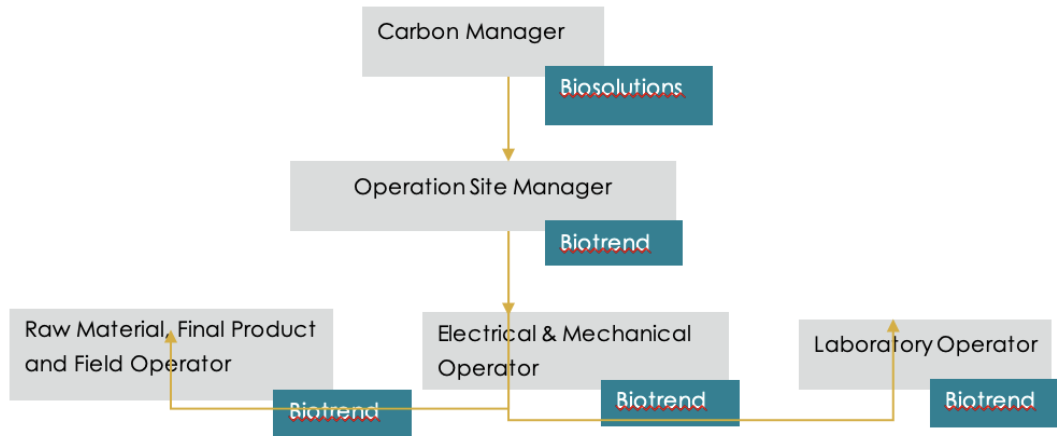 Carbon Manager
Biosolutions
Operation Site Manager
Biotrend
Raw Material, Final Product
and Field Operator
Biotrend
Electrical & Mechanical
Operator
Biotrend
Laboratory Operator
Biotrend